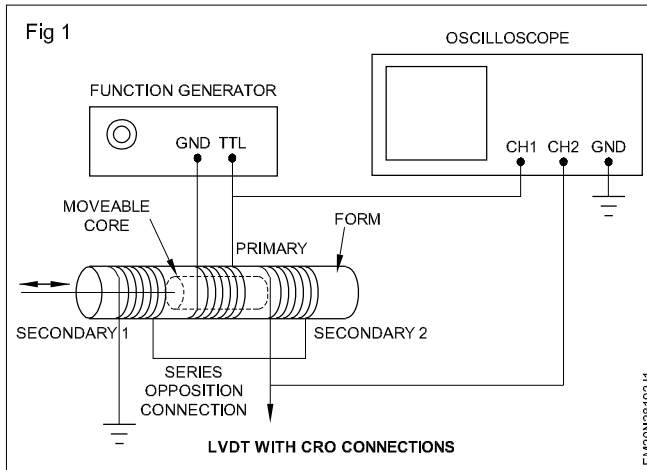 Fig 1
OSCILLOSCOPE
FUNCTION GENERATOR
GND TTL
CH1 CH2 GND
MOVEABLE
CORE
FORM
PRIMARY
SECONDARY 1
SECONDARY 2
SERIES
OPPOSITION
CONNECTION
LVDT WITH CRO CONNECTIONS